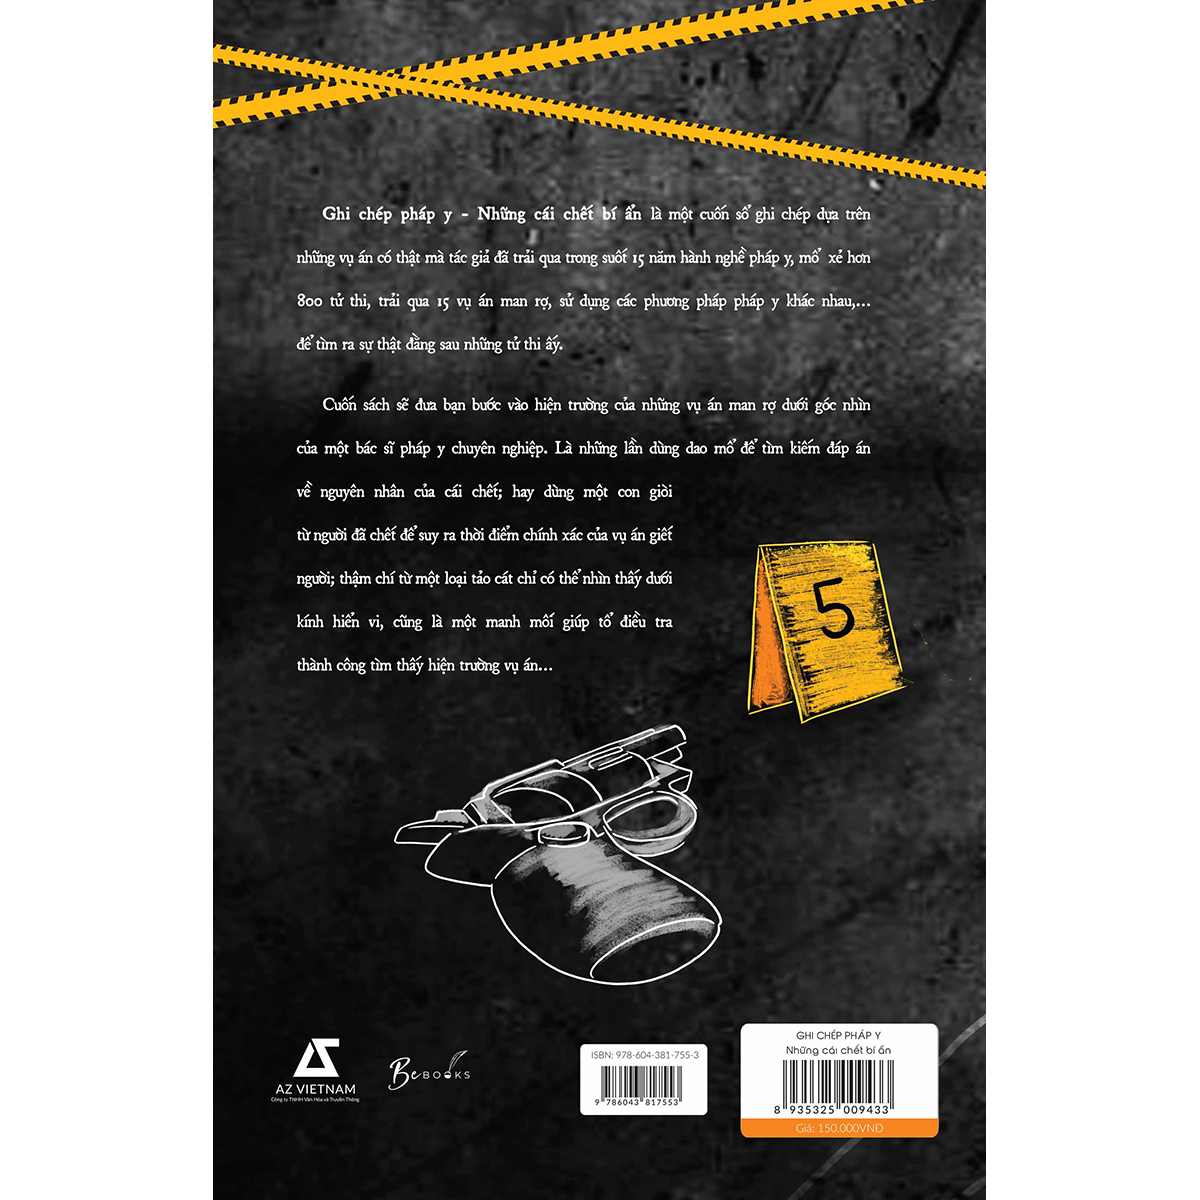 Ghi chép pháp y - Những cái chết bí ẩn là một cuốn sổ ghi chép dựa trên
những vụ án có thật mà tác giả đã trải qua trong suốt 15 năm hành nghề pháp y, mổ xẻ hơn
800 tử thi, trải qua 15 vụ án man rợ, sử dụng các phương pháp pháp y khác nhau,...
để tìm ra sự thật đằng sau những tử thi ấy.
Cuốn sách sẽ đưa bạn bước vào hiện trường của những vụ án man rợ dưới góc nhìn
của một bác sĩ pháp y chuyên nghiệp. Là những lần dùng dao mổ để tìm kiếm đáp án
về nguyên nhân của cái chết; hay dùng một con giòi
từ người đã chết để suy ra thời điểm chính xác của vụ án giết
người; thậm chí từ một loại tảo cát chỉ có thể nhìn thấy dưới
kính hiển vi, cũng là một manh mối giúp tổ điều tra
thành công tìm thấy hiện trường vụ án...
5
AZ VIETNAM
Công ty TNHH Văn Hóa và Truyền Thông
BeBOOKS
ISBN: 978-604-381-755-3
9 786043 817553
GHI CHÉP PHÁP Y
Những cái chết bí ẩn
8 935325 009433
Giá: 150.000VNĐ